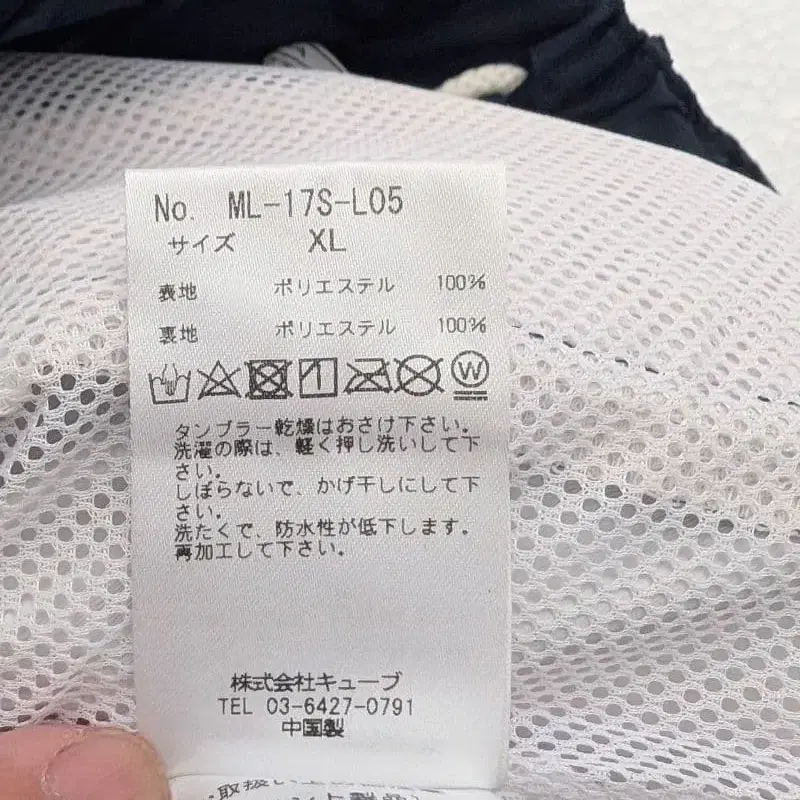 No. ML-17S-L05
サイズ XL
表地 ポリエステル 100%
裏地 ポリエステル 100%
W
タンブラー乾燥はおさけ下さい。
洗濯の際は、軽く押し洗いして下
さい。
しぼらないで、かげ干しにして下
さい。
洗たくで、防水性が低下します。
再加工して下さい。
株式会社キューブ
TEL 03-6427-0791
中国製
取扱い